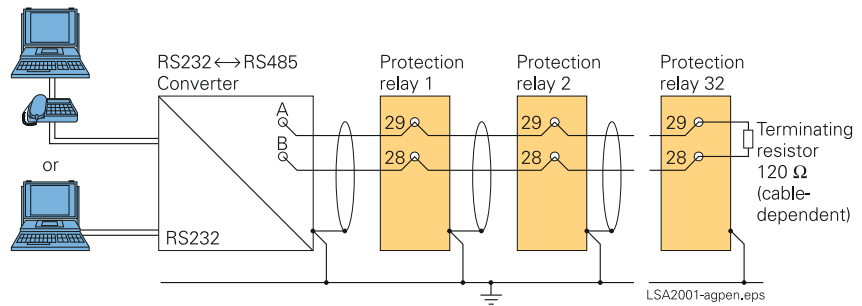 RS232 ↔ RS485
Converter
Protection
relay 1
Protection
relay 2
Protection
relay 32
A
B
29
28
29
28
29
28
Terminating
resistor
120 Ω
(cable-
dependent)
or
RS232
LSA2001-agpen.eps